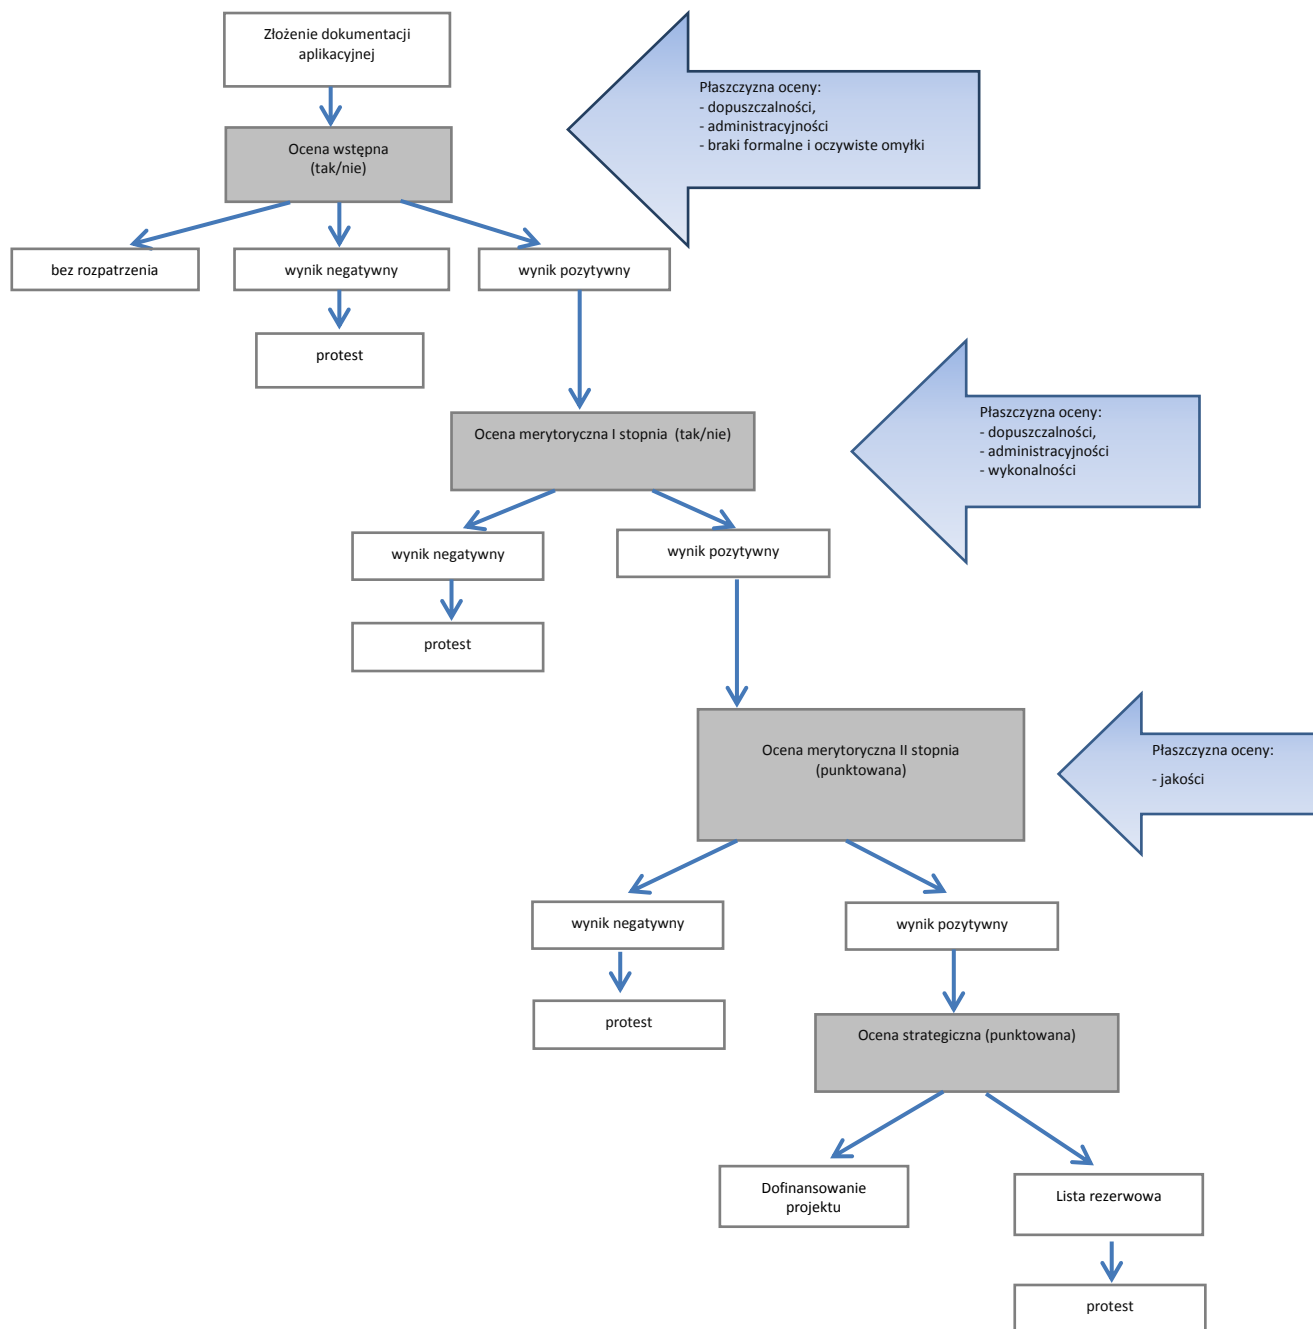 Złożenie dokumentacji
aplikacyjnej
Płaszczyzna oceny:
- dopuszczalności,
- administracyjności
- braki formalne i oczywiste omyłki
Ocena wstępna
(tak/nie)
bez rozpatrzenia
wynik negatywny
wynik pozytywny
protest
Płaszczyzna oceny:
- dopuszczalności,
- administracyjności
- wykonalności
Ocena merytoryczna I stopnia (tak/nie)
wynik negatywny
wynik pozytywny
protest
Ocena merytoryczna II stopnia
(punktowana)
Płaszczyzna oceny:
- jakości
wynik negatywny
wynik pozytywny
protest
Ocena strategiczna (punktowana)
Dofinansowanie
projektu
Lista rezerwowa
protest